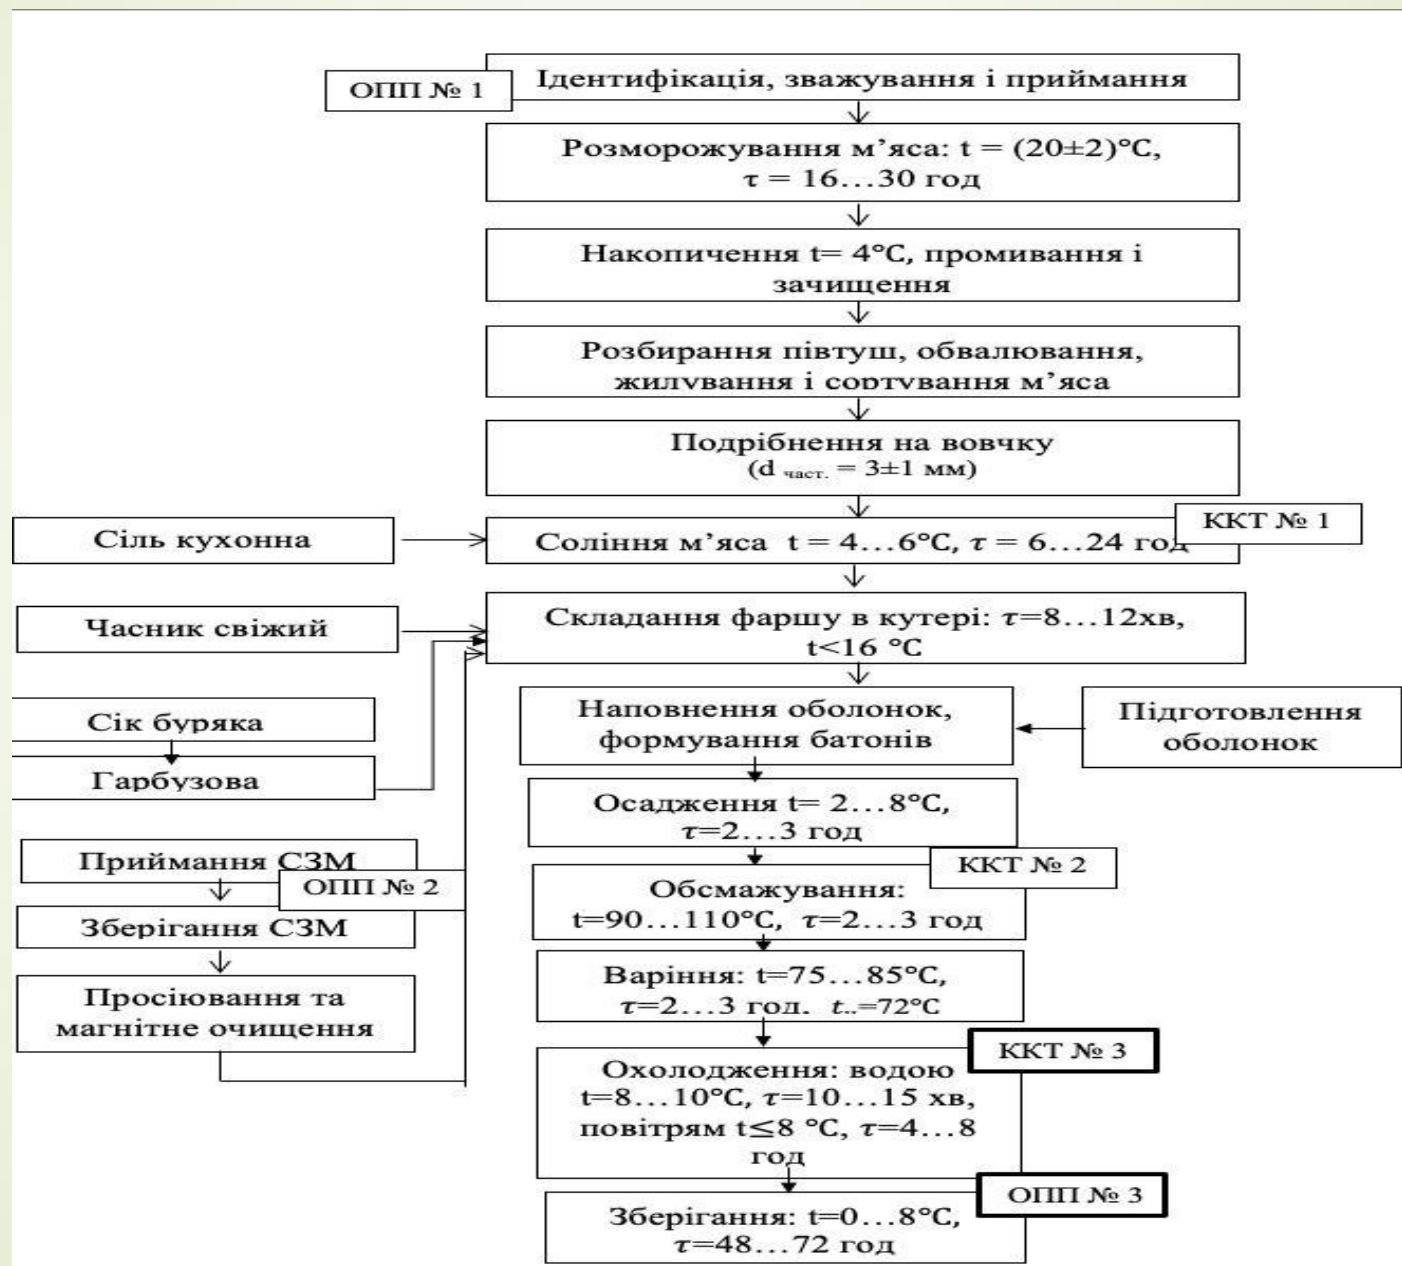 ОПП № 1
Ідентифікація, зважування і приймання
Розморожування м’яса: t = (20±2)°С,
τ = 16…30 год
Накопичення t= 4°С, промивання і
зачищення
Розбирання півтуш, обвалювання,
жилування і сортування м’яса
Подрібнення на вовчку
(d част. = 3±1 мм)
ККТ № 1
Сіль кухонна
Соління м’яса t = 4…6°С, τ = 6…24 год
Часник свіжий
Складання фаршу в кутері: τ=8…12хв,
t<16 °С
Сік буряка
Гарбузова
Наповнення оболонок,
формування батонів
Підготовлення
оболонок
Осадження t= 2…8°С,
τ=2…3 год
Приймання СЗМ
ОПП № 2
Зберігання СЗМ
Просіювання та
магнітне очищення
ККТ № 2
Обсмажування:
t=90…110°С, τ=2…3 год
Варіння: t=75…85°С,
τ=2…3 год. t..=72°С
ККТ № 3
Охолодження: водою
t=8…10°С, τ=10…15 хв,
повітрям t≤8 °С, τ=4…8
год
ОПП № 3
Зберігання: t=0…8°С,
τ=48…72 год